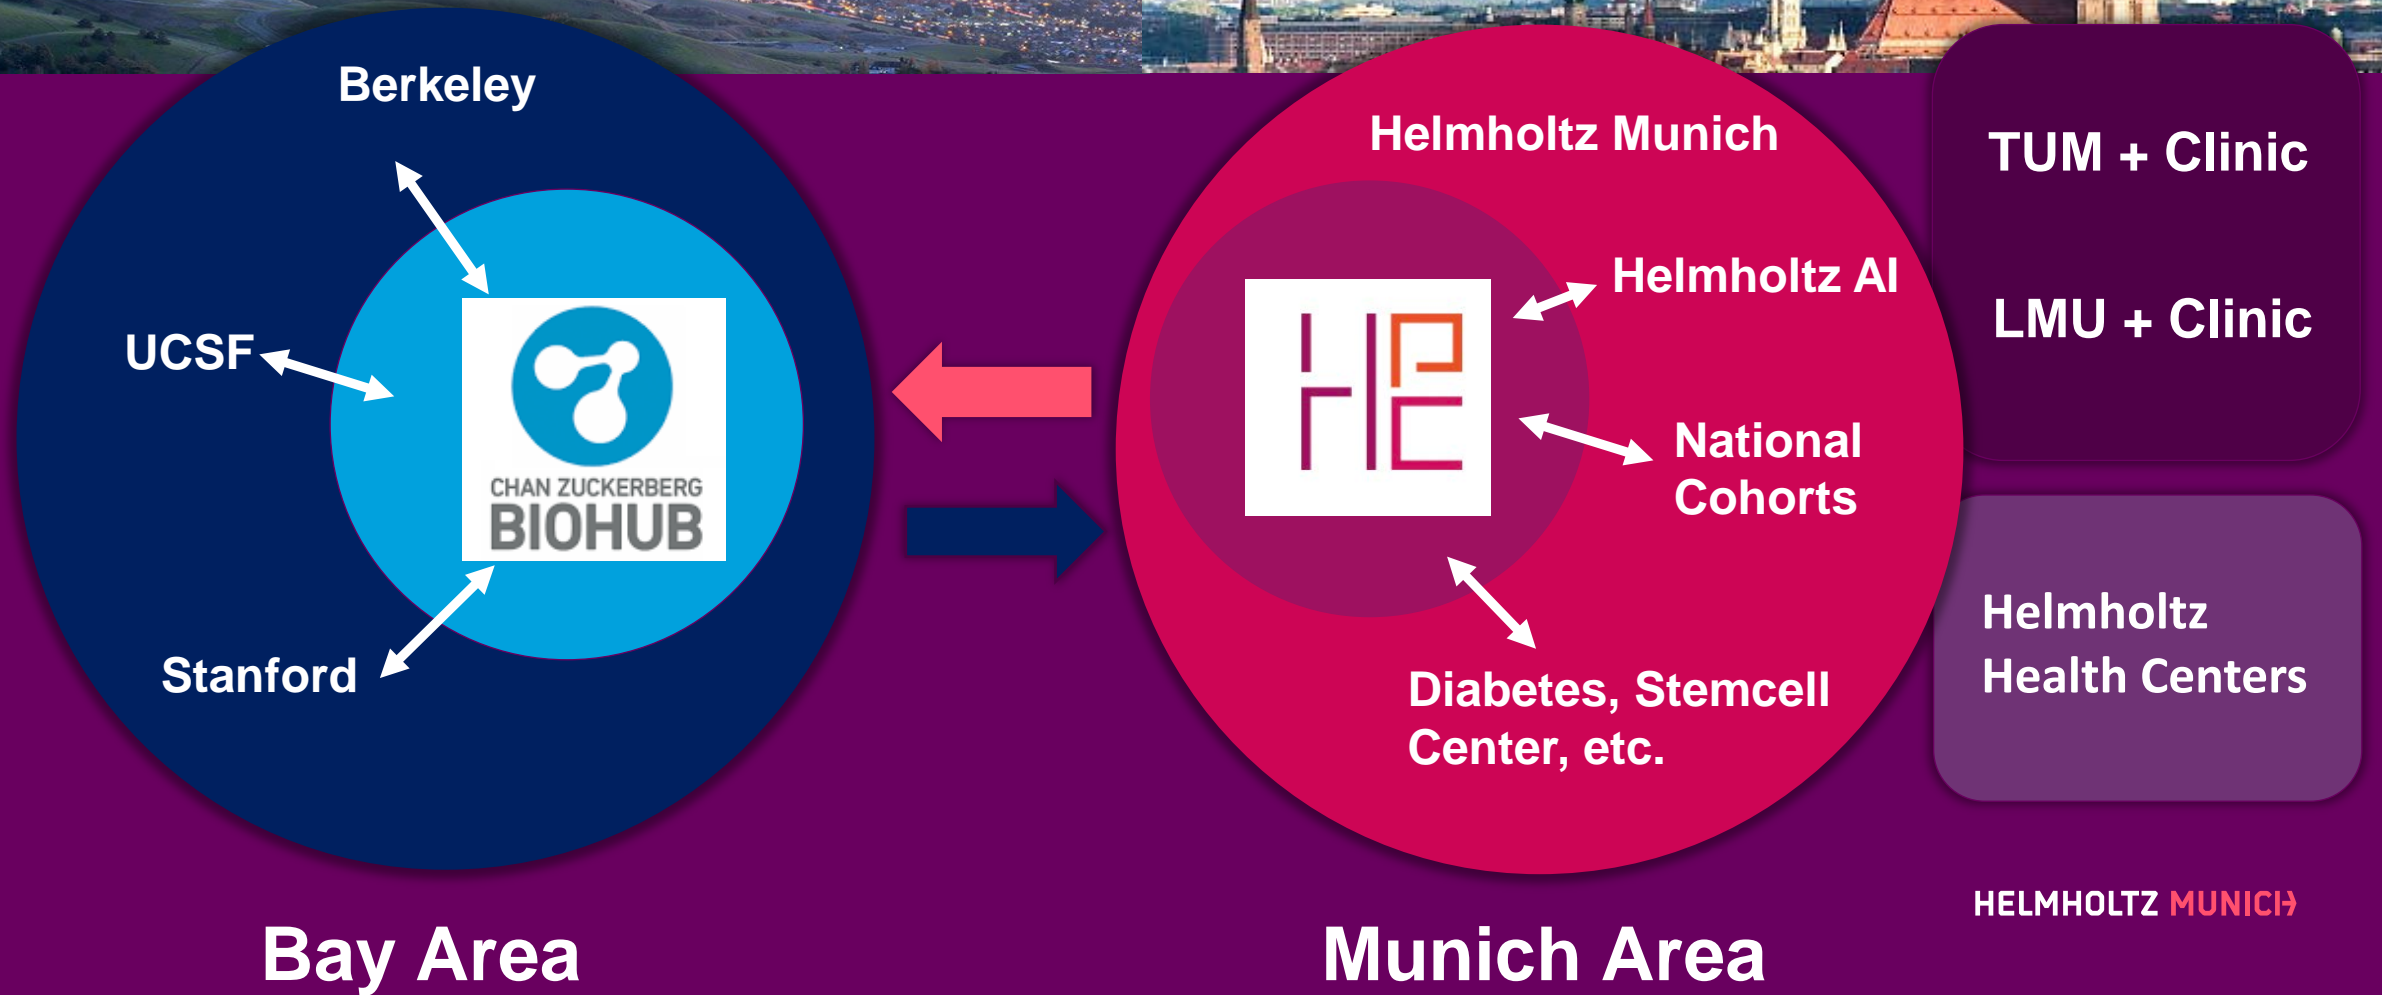 Berkeley
UCSF
CHAN ZUCKERBERG
BIOHUB
Stanford
Bay Area
Helmholtz Munich
Helmholtz AI
National
Cohorts
Diabetes, Stemcell
Center, etc.
Munich Area
TUM + Clinic
LMU + Clinic
Helmholtz
Health Centers
HELMHOLTZ MUNICH